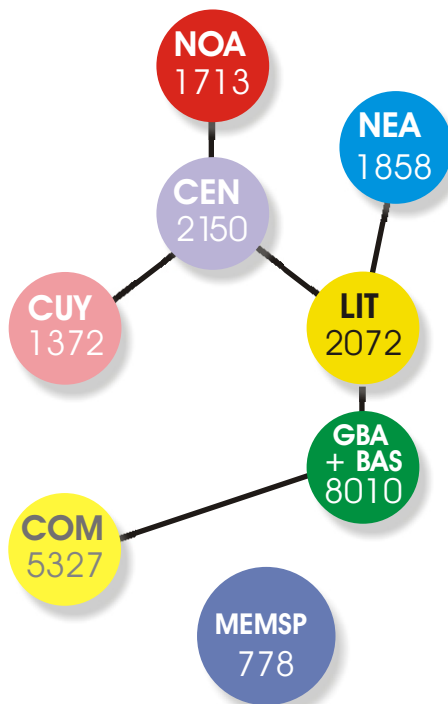 NOA
1713
NEA
1858
CEN
2150
CUY
1372
LIT
2072
GBA
+ BAS
8010
COM
5327
MEMSP
778